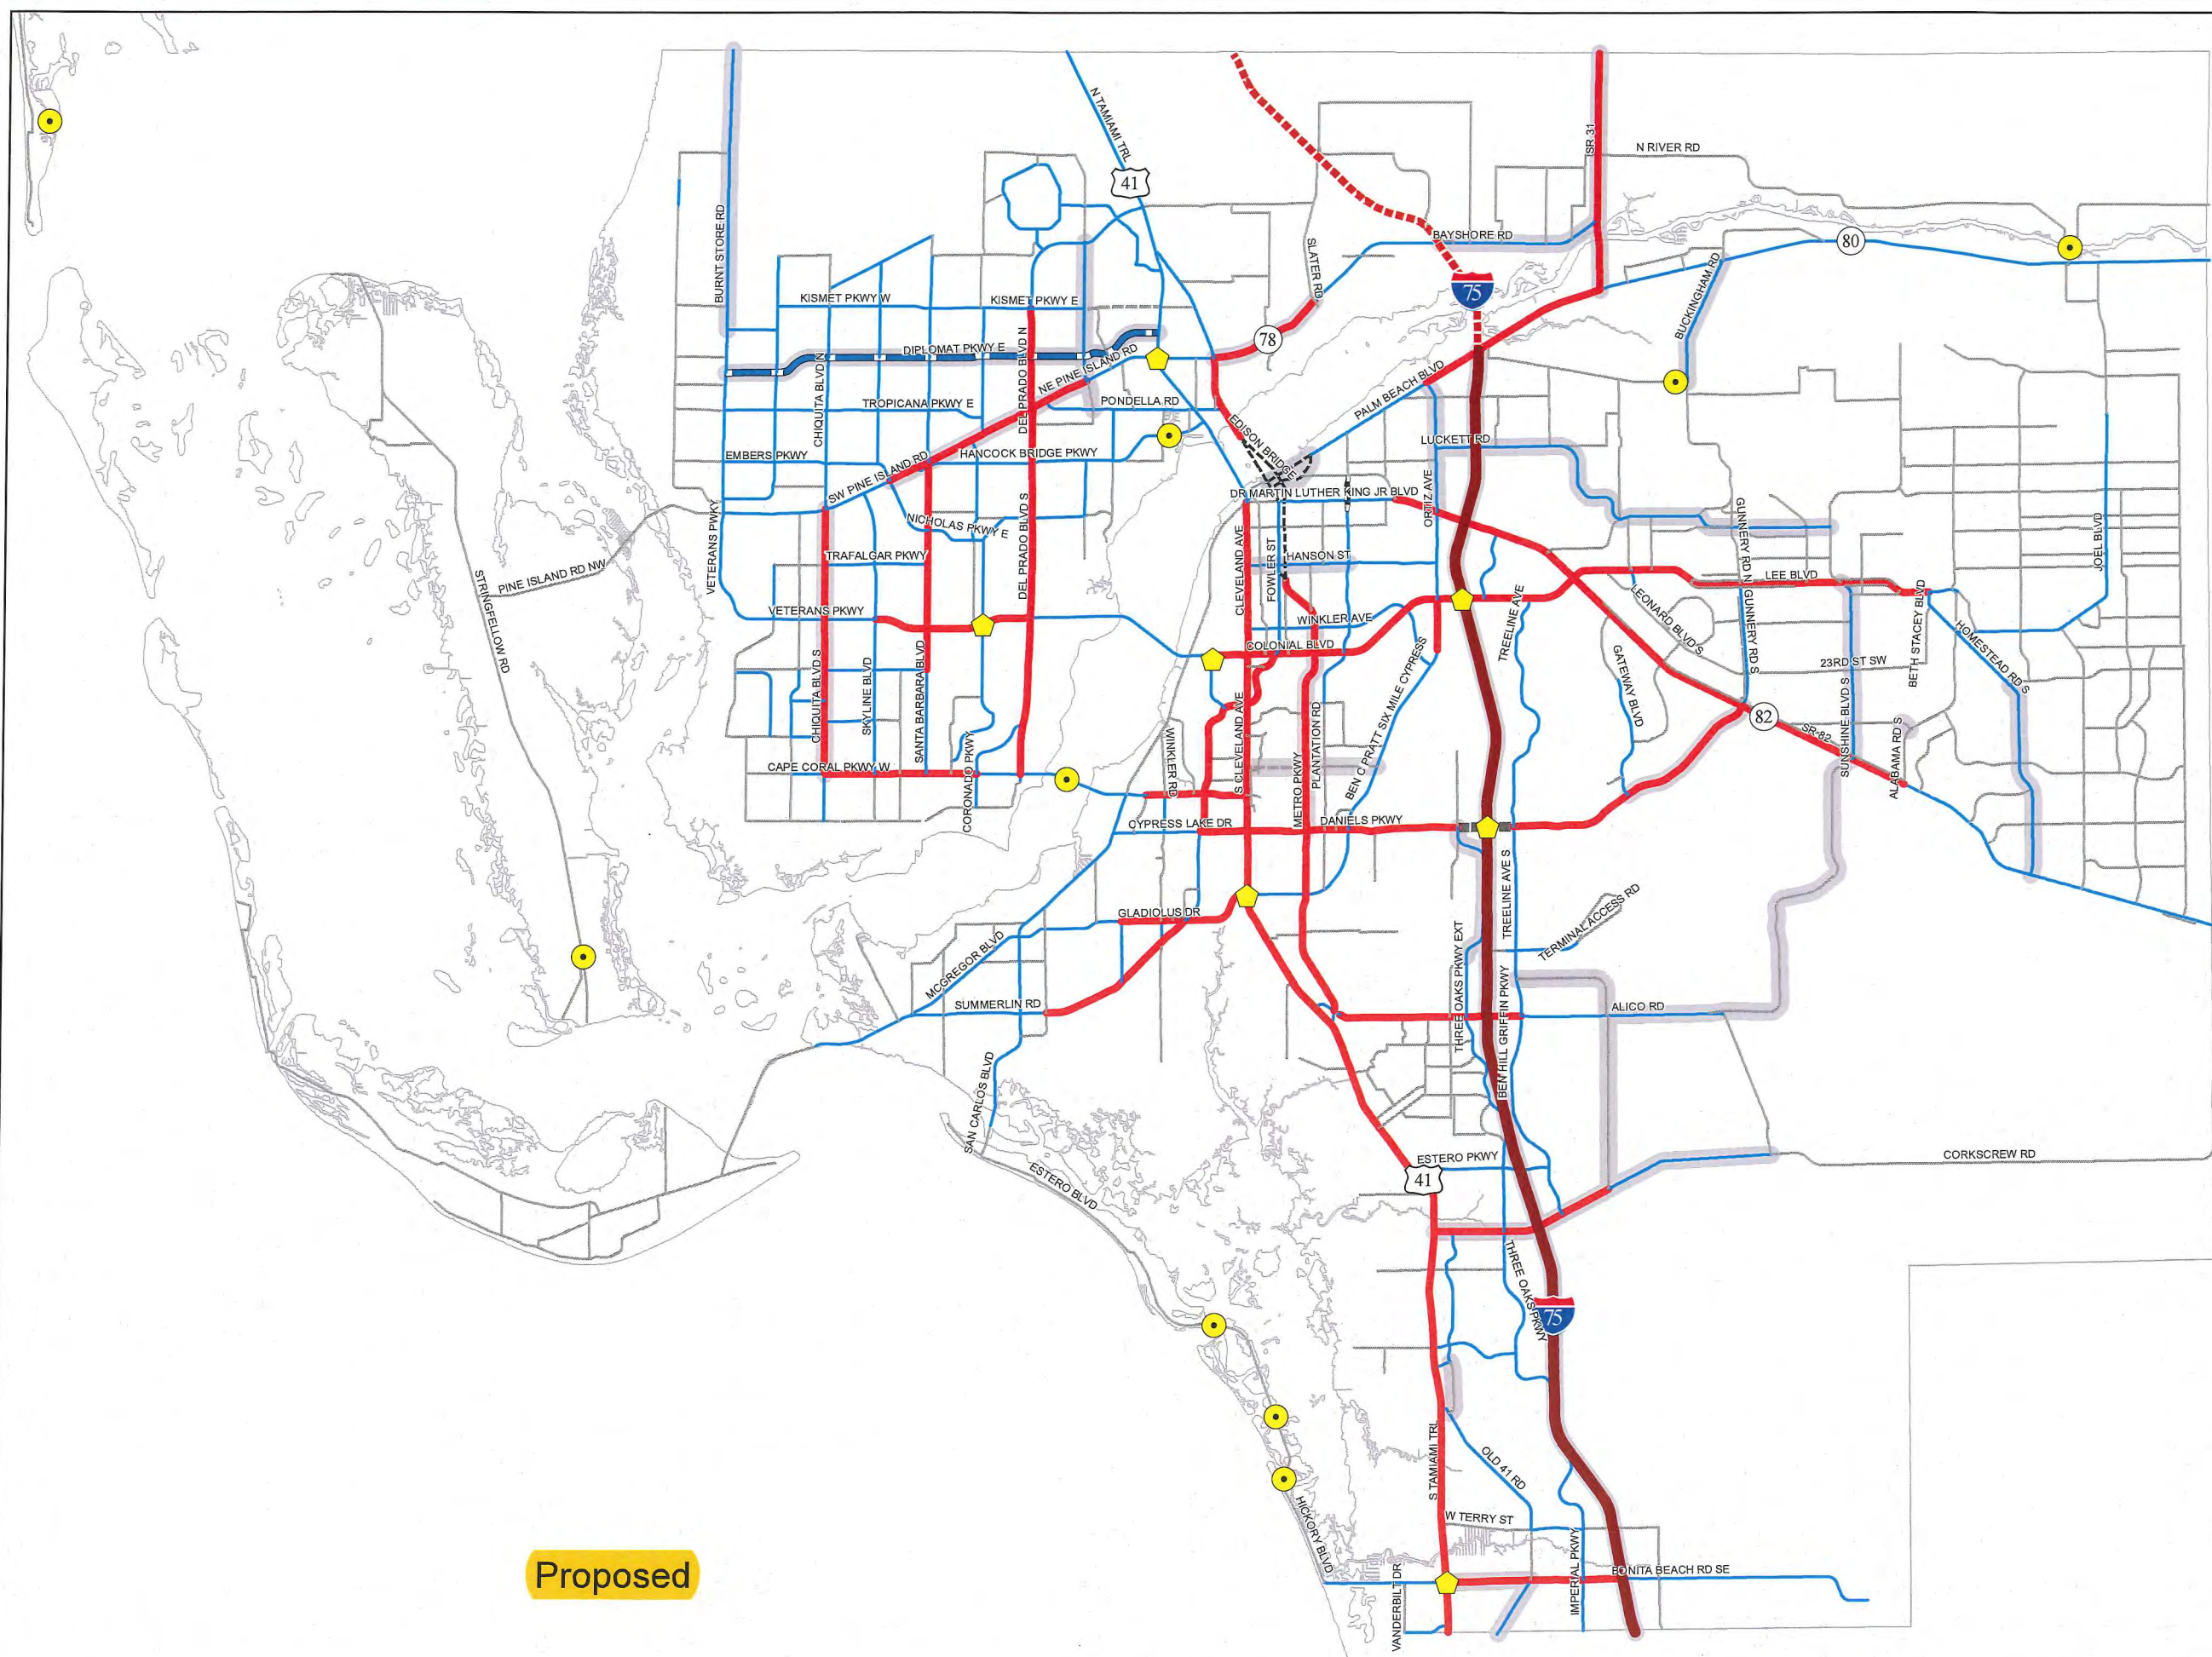 N TAMIAMI TRL
41
SR 31
N RIVER RD
BURNT STORE RD
BAYSHORE RD
80
SLATER RD
BUCKINGHAM RD
75
KISMET PKWY W
KISMET PKWY E
78
DIPLOMAT PKWY E
DEL PRADO BLVD N
NE PINE ISLAND RD
CHIQUITA BLVD N
TROPICANA PKWY E
PONDELLA RD
PALM BEACH BLVD
EDISON BRIDGE
LUCKETT RD
EMBERS PKWY
HANCOCK BRIDGE PKWY
SW PINE ISLAND RD
DR MARTIN LUTHER KING JR BLVD
ORTIZ AVE
VETERANS PWKY
NICHOLAS PKWY E
DEL PRADO BLVD S
CLEVELAND AVE
FOWLER ST
HANSON ST
GUNNERY RD N
JOEL BLVD
TRAFALGAR PKWY
PINE ISLAND RD NW
STRINGFELLOW RD
LEE BLVD
LEONARD BLVD S
GUNNERY RD S
BETH STACEY BLVD
VETERANS PKWY
WINKLER AVE
TREELINE AVE
COLONIAL BLVD
HOMESTEAD RD S
23RD ST SW
GATEWAY BLVD
CHIQUITA BLVD S
SKYLINE BLVD
SANTA BARBARA BLVD
BEN C PRATT SIX MILE CYPRESS
SUNSHINE BLVD S
82
SR-82
ALABAMA RD S
CORONADO PKWY
CAPE CORAL PKWY W
WINKLER RD
S CLEVELAND AVE
METRO PKWY
PLANTATION RD
CYPRESS LAKE DR
DANIELS PKWY
TREELINE AVE S
TERMINAL ACCESS RD
GLADIOLUS DR
MCGREGOR BLVD
THREE OAKS PKWY EXT
SUMMERLIN RD
ALICO RD
BEN HILL GRIFFIN PKWY
SAN CARLOS BLVD
ESTERO BLVD
ESTERO PKWY
CORKSCREW RD
41
THREE OAKS PKWY
75
S TAMIAMI TRL
OLD 41 RD
HICKORY BLVD
W TERRY ST
Proposed
VANDERBILT DR
IMPERIAL PKWY
BONITA BEACH RD SE